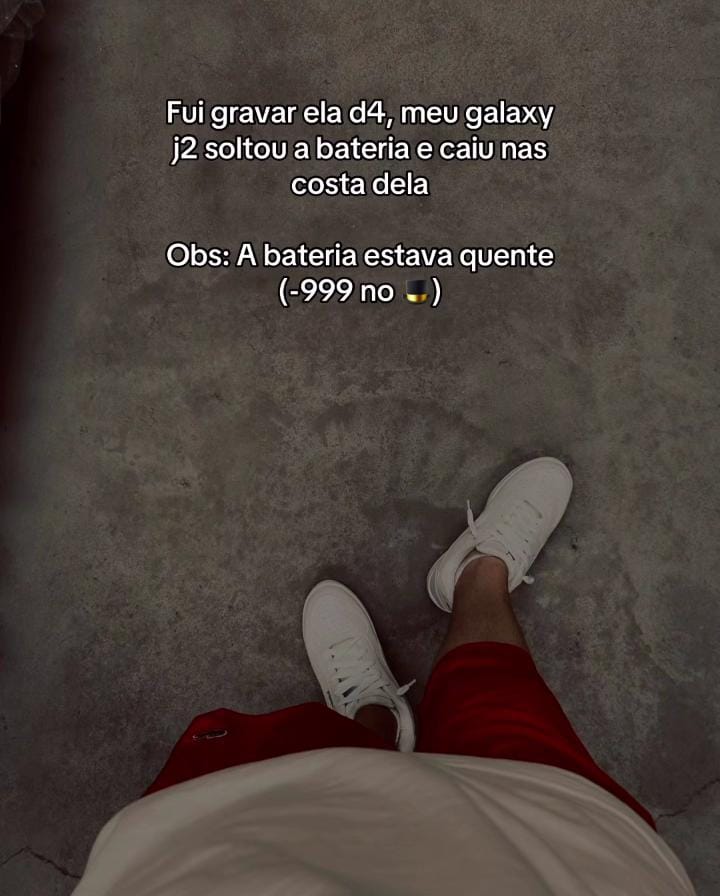 Fui gravar ela d4, meu galaxy
j2 soltou a bateria e caiu nas
costa dela
Obs: A bateria estava quente
(-999 no 🎩)